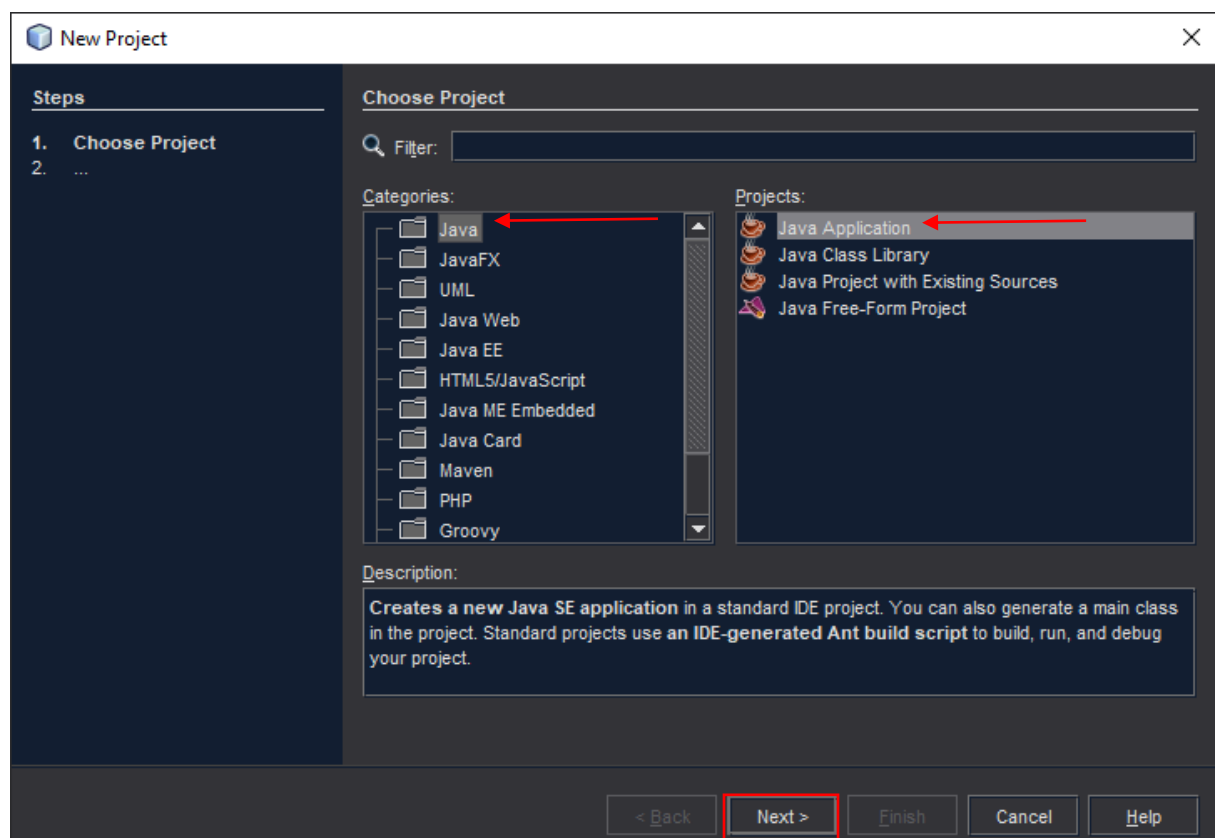 New Project
Steps
1. Choose Project
2. ...
Choose Project
Filter:
Categories:
Java
JavaFX
UML
Java Web
Java EE
HTML5/JavaScript
Java ME Embedded
Java Card
Maven
PHP
Groovy
Projects:
Java Application
Java Class Library
Java Project with Existing Sources
Java Free-Form Project
Description:
Creates a new Java SE application in a standard IDE project. You can also generate a main class
in the project. Standard projects use an IDE-generated Ant build script to build, run, and debug
your project.
< Back Next > Finish Cancel Help